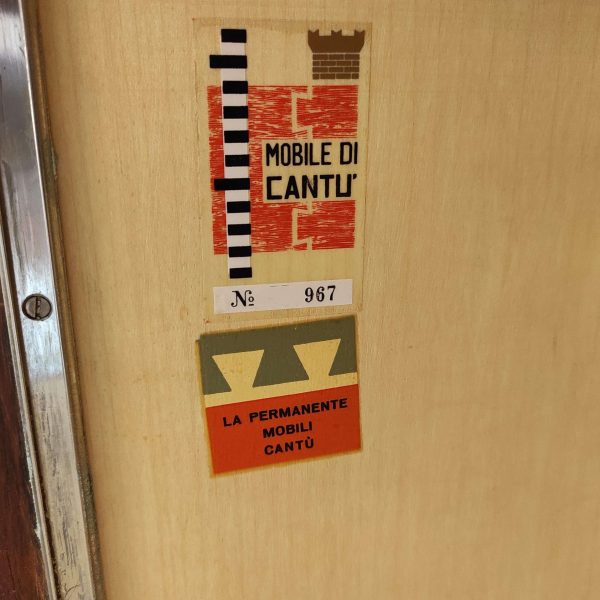 MOBILE DI
CANTU'
Nº 967
LA PERMANENTE
MOBILI
CANTÙ